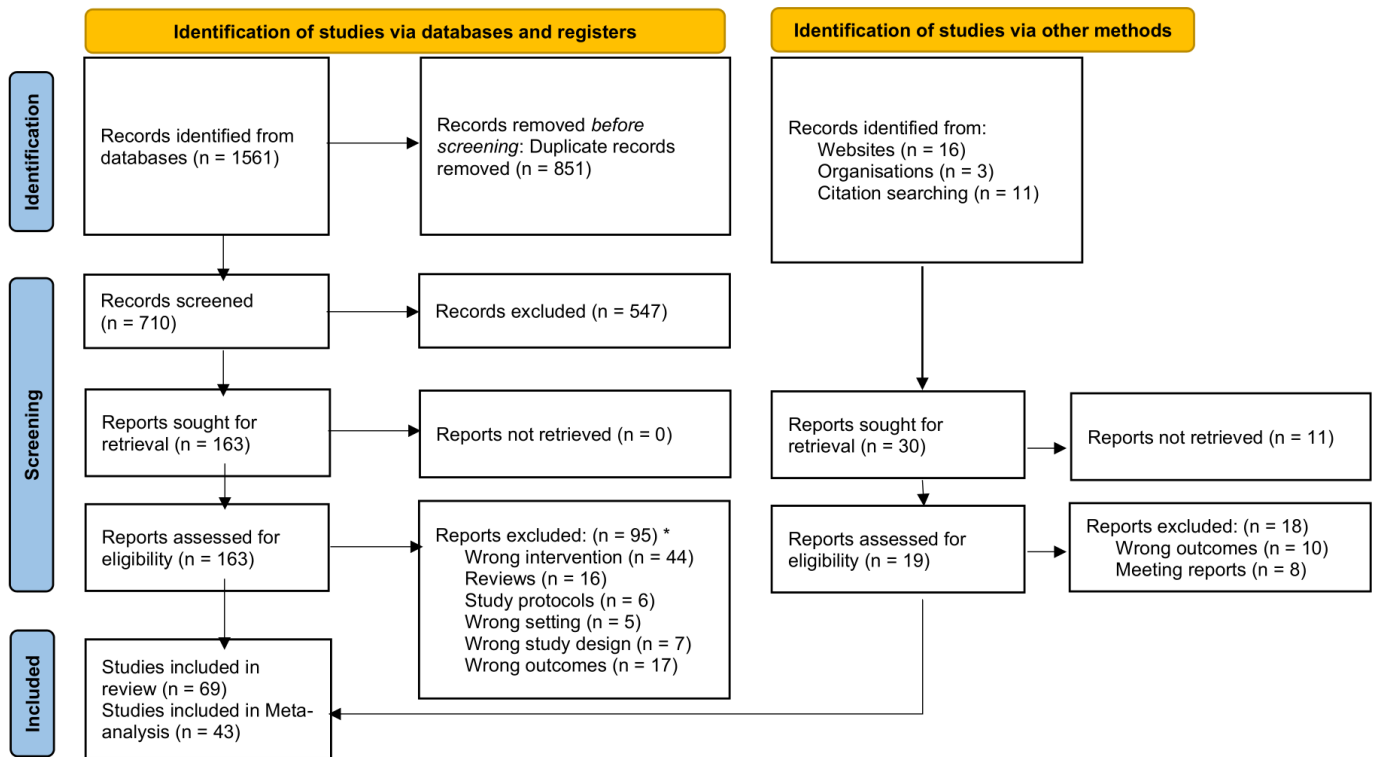 Identification of studies via databases and registers
Identification of studies via other methods
Identification
Records identified from
databases (n = 1561)
Records removed before
screening: Duplicate records
removed (n = 851)
Records identified from:
Websites (n = 16)
Organisations (n = 3)
Citation searching (n = 11)
Screening
Records screened
(n = 710)
Records excluded (n = 547)
Reports sought for
retrieval (n = 163)
Reports not retrieved (n = 0)
Reports sought for
retrieval (n = 30)
Reports not retrieved (n = 11)
Reports assessed for
eligibility (n = 163)
Reports excluded: (n = 95) *
Wrong intervention (n = 44)
Reviews (n = 16)
Study protocols (n = 6)
Wrong setting (n = 5)
Wrong study design (n = 7)
Wrong outcomes (n = 17)
Reports assessed for
eligibility (n = 19)
Reports excluded: (n = 18)
Wrong outcomes (n = 10)
Meeting reports (n = 8)
Included
Studies included in
review (n = 69)
Studies included in Meta-
analysis (n = 43)